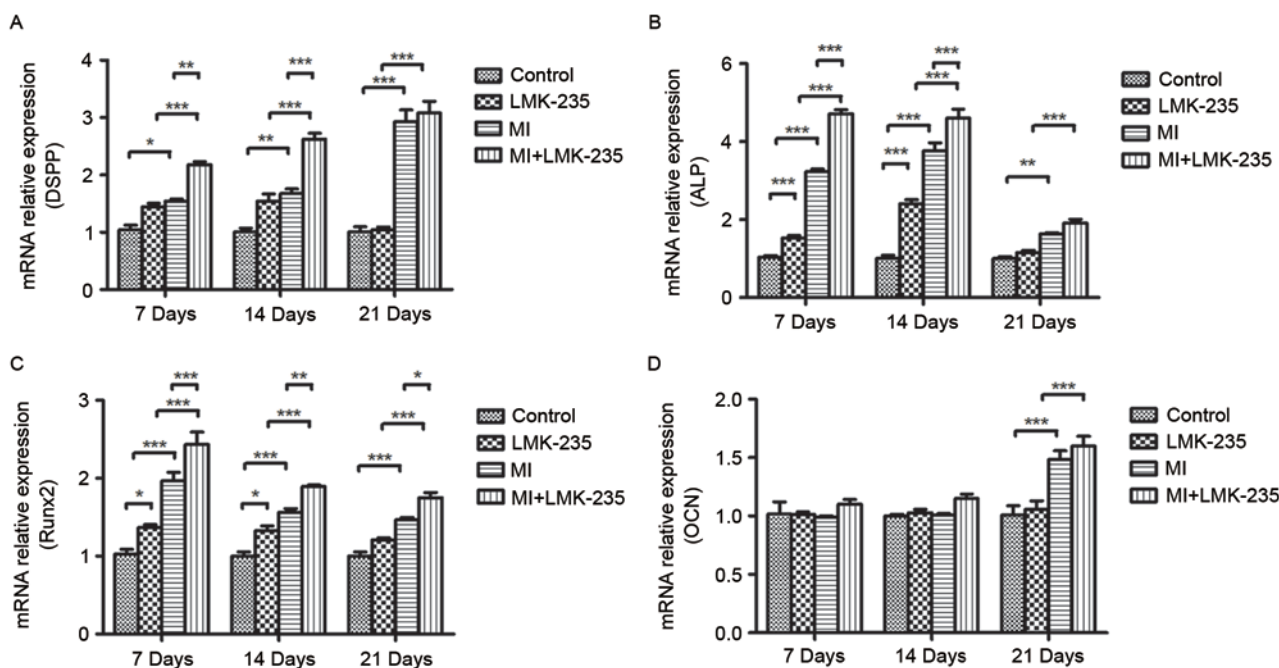 A
mRNA relative expression
(DSPP)
4
3
2
1
0
** *** ***
*** *** ***
* **
7 Days 14 Days 21 Days
Control
LMK-235
MI
MI+LMK-235
B
mRNA relative expression
(ALP)
6
4
2
0
*** ***
*** ***
*** *** ***
*** *** **
7 Days 14 Days 21 Days
Control
LMK-235
MI
MI+LMK-235
C
mRNA relative expression
(Runx2)
3
2
1
0
*** ** *
*** *** ***
*** *** ***
* *
7 Days 14 Days 21 Days
Control
LMK-235
MI
MI+LMK-235
D
mRNA relative expression
(OCN)
2.0
1.5
1.0
0.5
0.0
***
***
7 Days 14 Days 21 Days
Control
LMK-235
MI
MI+LMK-235